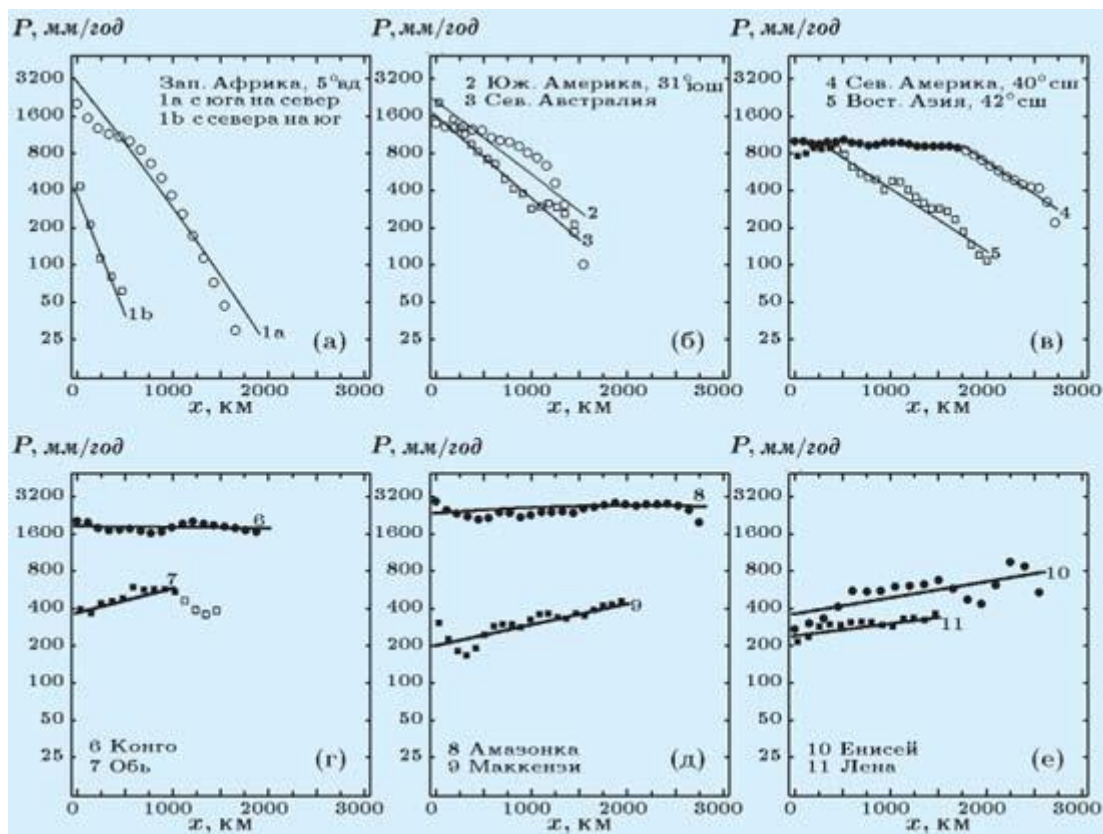 P, мм/год
3200
1600
800
400
200
100
50
25
Зап. Африка, 5°вд
1a с юга на север
1b с севера на юг
1b
1a
(а)
0
1000
2000
3000
x, км
P, мм/год
3200
1600
800
400
200
100
50
25
2 Юж. Америка, 31°юш
3 Сев. Австралия
2
3
(б)
0
1000
2000
3000
x, км
P, мм/год
3200
1600
800
400
200
100
50
25
4 Сев. Америка, 40°сш
5 Вост. Азия, 42°сш
4
5
(в)
0
1000
2000
3000
x, км
P, мм/год
3200
1600
800
400
200
100
50
25
6
7
6 Конго
7 Обь
(г)
0
1000
2000
3000
x, км
P, мм/год
3200
1600
800
400
200
100
50
25
8
9
8 Амазонка
9 Маккензи
(д)
0
1000
2000
3000
x, км
P, мм/год
3200
1600
800
400
200
100
50
25
10
11
10 Енисей
11 Лена
(е)
0
1000
2000
3000
x, км